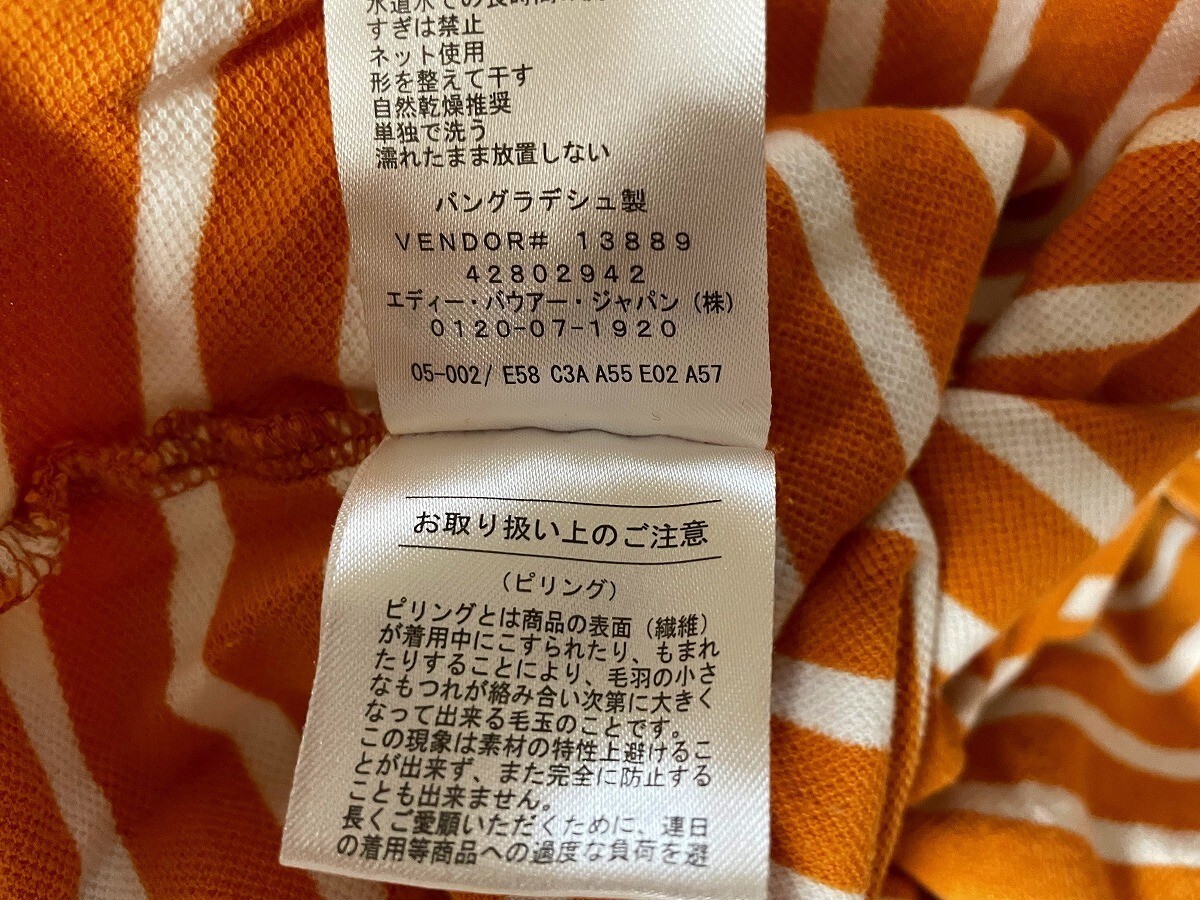 水道水での長時間の
すぎは禁止
ネット使用
形を整えて干す
自然乾燥推奨
単独で洗う
濡れたまま放置しない
バングラデシュ製
VENDOR# 13889
42802942
エディー・バウアー・ジャパン(株)
0120-07-1920
05-002/ E58 C3A A55 E02 A57
お取り扱い上のご注意
(ピリング)
ピリングとは商品の表面(繊維)
が着用中にこすられたり、もまれ
たりすることにより、毛羽の小さ
なもつれが絡み合い次第に大きく
なって出来る毛玉のことです。
この現象は素材の特性上避けるこ
とが出来ず、また完全に防止する
ことも出来ません。
長くご愛願いただくために、連日
の着用等商品への過度な負荷を避